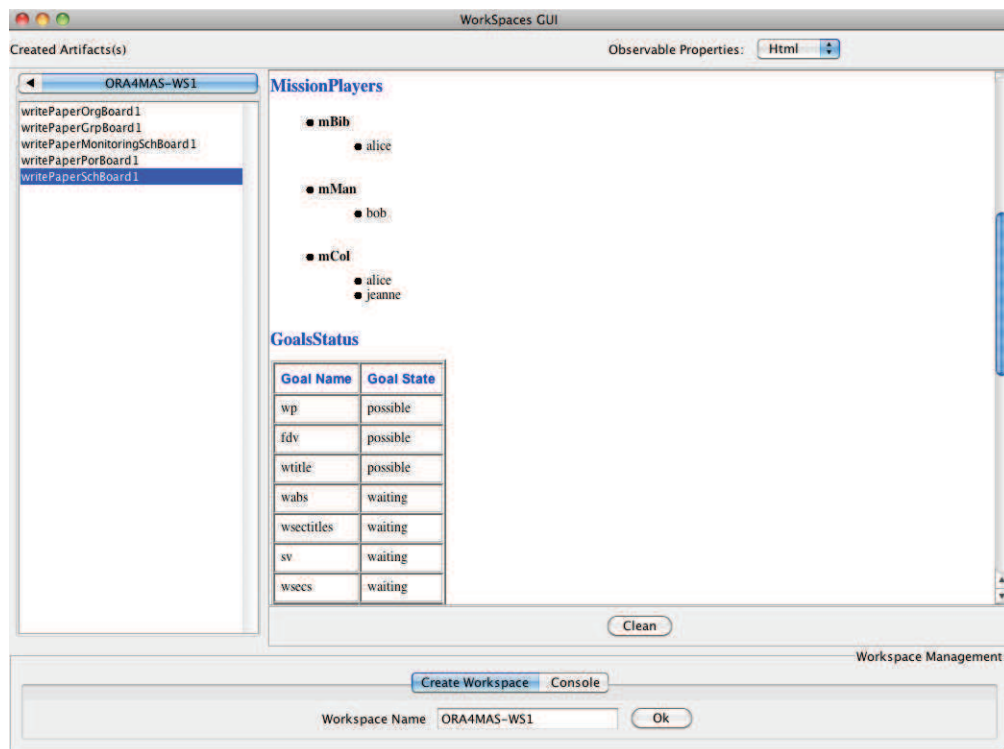 WorkSpaces GUI
Created Artifacts(s)
Observable Properties: Html
ORA4MAS-WS1
writePaperOrgBoard1
writePaperGrpBoard1
writePaperMonitoringSchBoard1
writePaperPorBoard1
writePaperSchBoard1
MissionPlayers
mBib
alice
mMan
bob
mCol
alice
jeanne
GoalsStatus
Goal Name Goal State
wp possible
fdv possible
wtitle possible
wabs waiting
wsectitles waiting
sv waiting
wsecs waiting
Clean
Workspace Management
Create Workspace Console
Workspace Name ORA4MAS-WS1 Ok